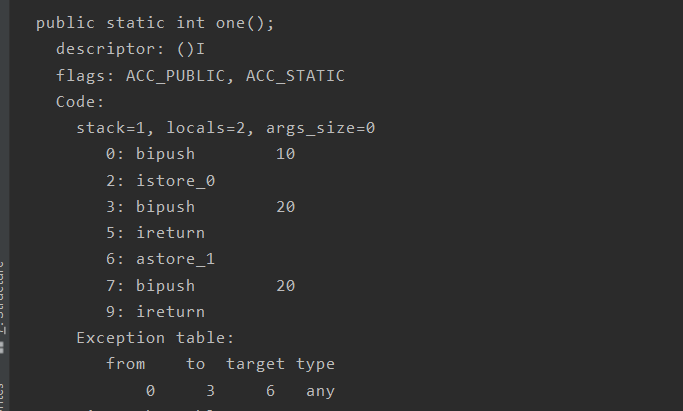 public static int one();
descriptor: ()I
flags: ACC_PUBLIC, ACC_STATIC
Code:
stack=1, locals=2, args_size=0
0: bipush 10
2: istore_0
3: bipush 20
5: ireturn
6: astore_1
7: bipush 20
9: ireturn
Exception table:
from to target type
0 3 6 any